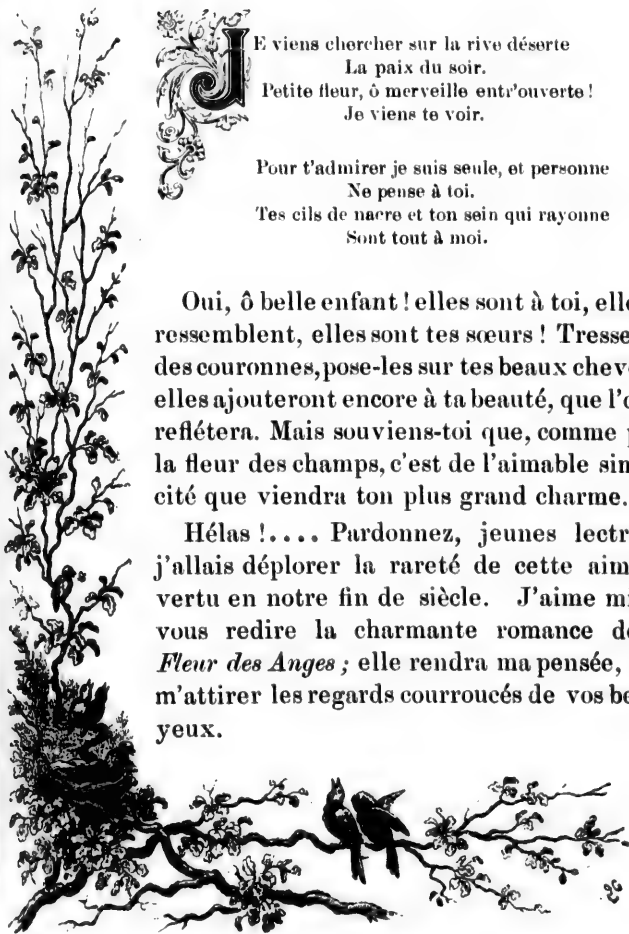 JE viens chercher sur la rive déserte
La paix du soir.
Petite fleur, ô merveille entr'ouverte !
Je viens te voir.
Pour t'admirer je suis seule, et personne
Ne pense à toi.
Tes cils de nacre et ton sein qui rayonne
Sont tout à moi.
Oui, ô belle enfant ! elles sont à toi, elle
ressemblent, elles sont tes sœurs ! Tresse
des couronnes, pose-les sur tes beaux chev
elles ajouteront encore à ta beauté, que l'o
reflétera. Mais souviens-toi que, comme
la fleur des champs, c'est de l'aimable sim
cité que viendra ton plus grand charme.
Hélas !.... Pardonnez, jeunes lectr
j'allais déplorer la rareté de cette aim
vertu en notre fin de siècle. J'aime mi
vous redire la charmante romance de
Fleur des Anges ; elle rendra ma pensée,
m'attirer les regards courroucés de vos be
yeux.